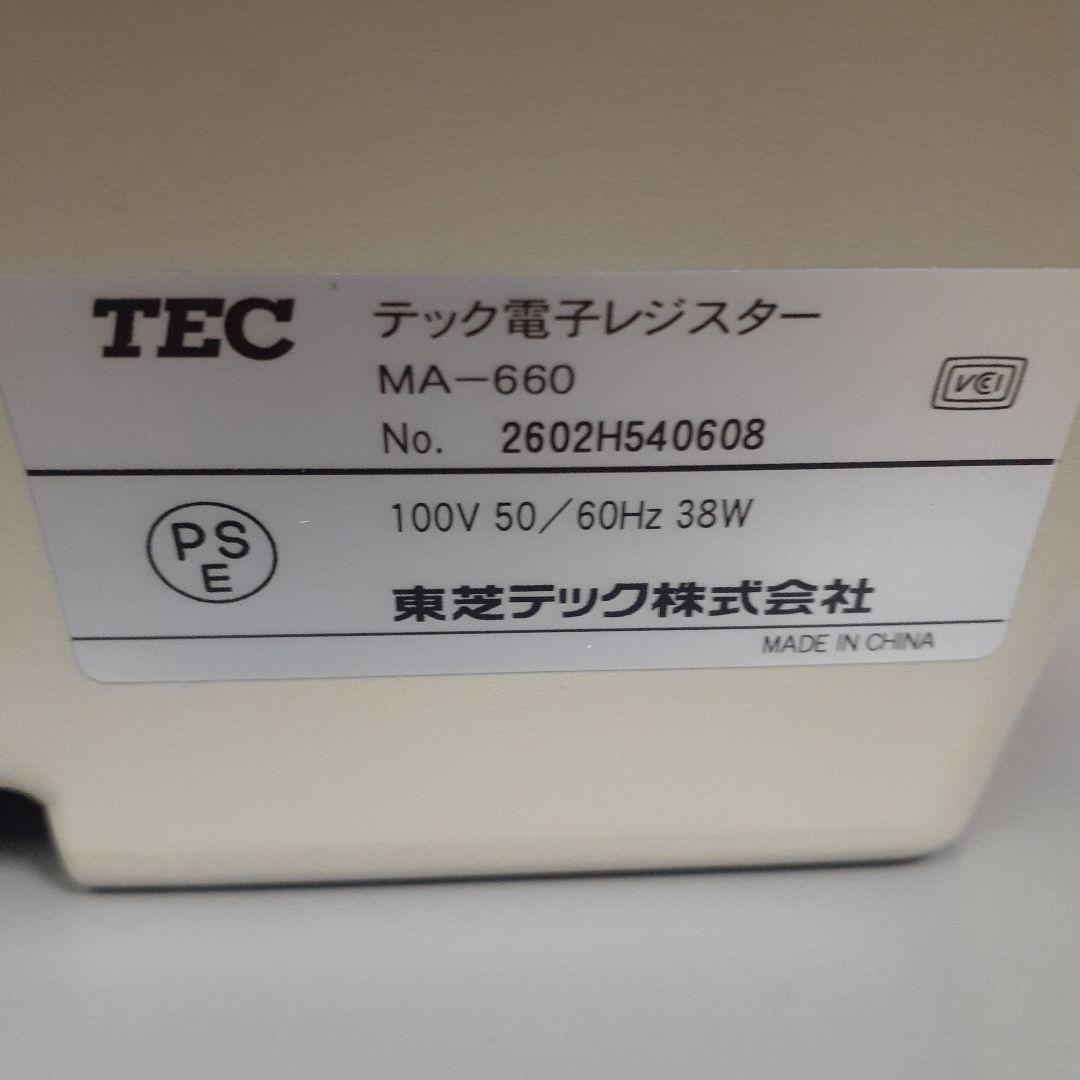 TEC
テック電子レジスター
MA-660
No. 2602H540608
VCI
PSE
100V 50/60Hz 38W
東芝テック株式会社
MADE IN CHINA